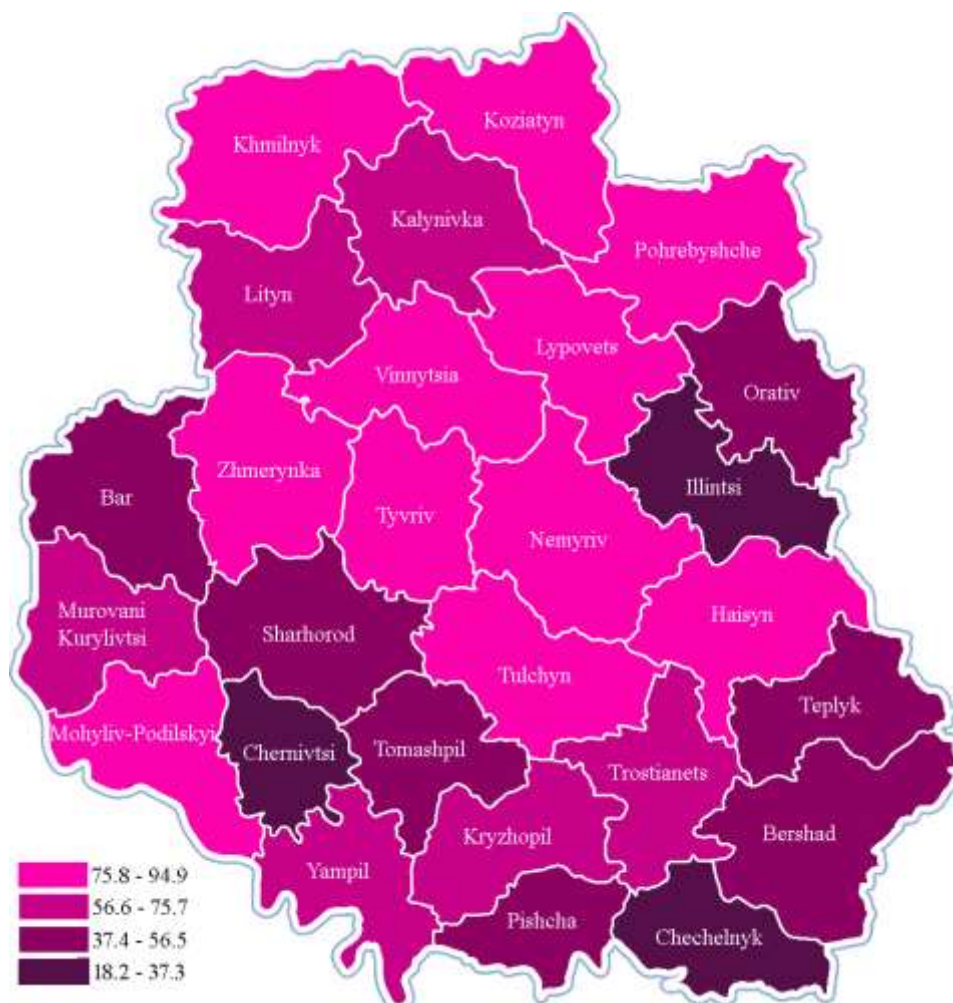 Koziatyn
Khmilnyk
Kalynivka
Pohrebyshche
Lityn
Lypovets
Vinnytsia
Orativ
Zhmerynka
Illintsi
Bar
Tyvriv
Nemyriv
Murovani
Kurylivtsi
Haisyn
Sharhorod
Tulchyn
Teplyk
Mohyliv-Podilskyi
Chernivtsi
Tomashpil
Trostianets
Kryzhopil
Bershad
Yampil
Pishcha
Chechelnyk
75.8 - 94.9
56.6 - 75.7
37.4 - 56.5
18.2 - 37.3